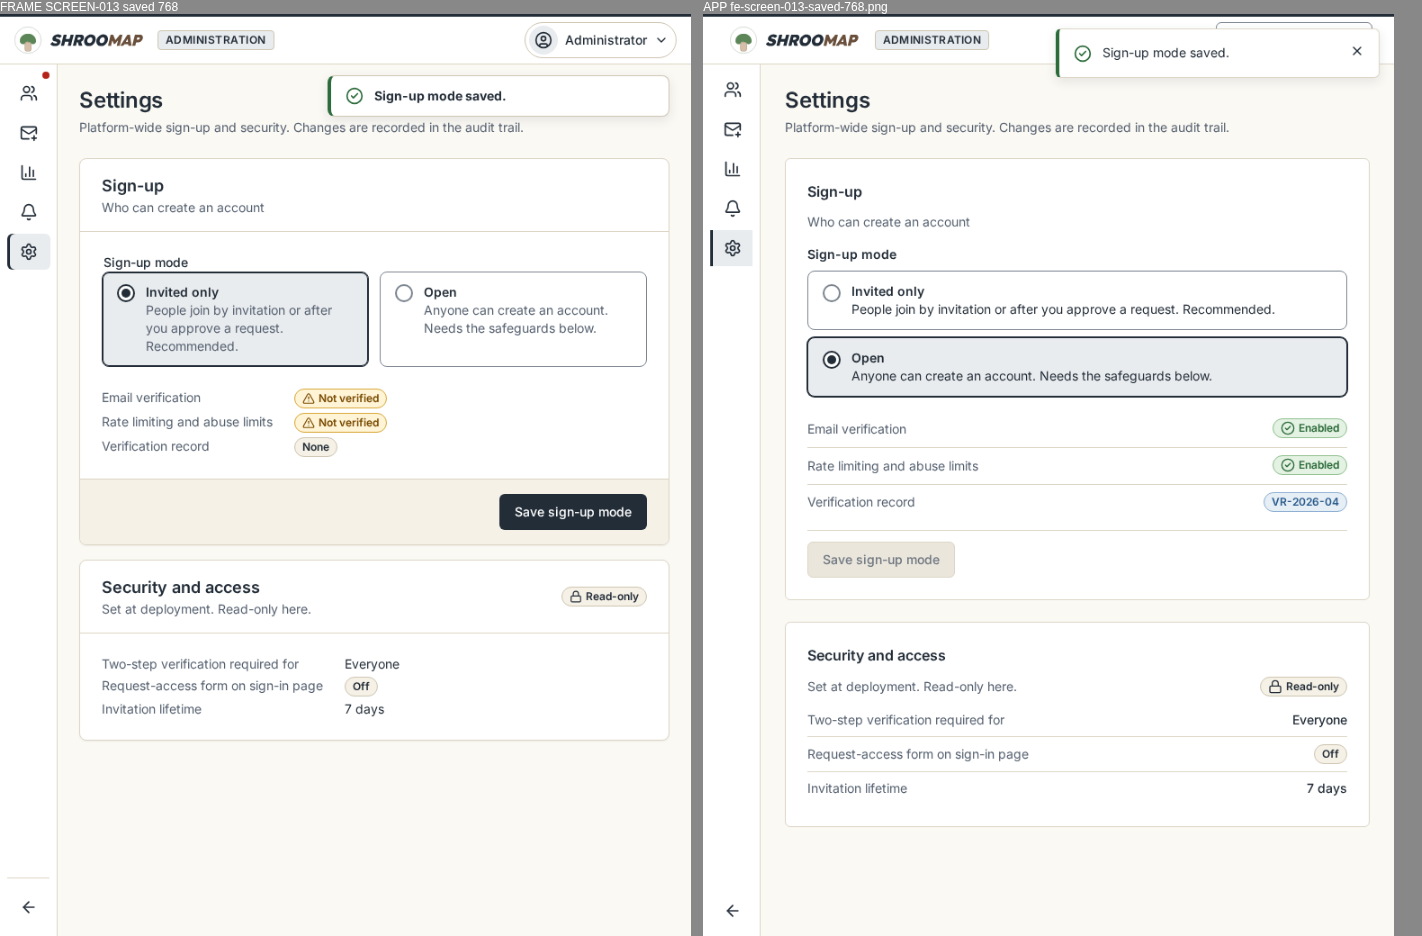 FRAME SCREEN-013 saved 768
SHROOMAP
ADMINISTRATION
Administrator
Sign-up mode saved.
Settings
Platform-wide sign-up and security. Changes are recorded in the audit trail.
Sign-up
Who can create an account
Sign-up mode
Invited only
People join by invitation or after
you approve a request.
Recommended.
Open
Anyone can create an account.
Needs the safeguards below.
Email verification
Not verified
Rate limiting and abuse limits
Not verified
Verification record
None
Save sign-up mode
Security and access
Set at deployment. Read-only here.
Read-only
Two-step verification required for
Everyone
Request-access form on sign-in page
Off
Invitation lifetime
7 days
APP fe-screen-013-saved-768.png
SHROOMAP
ADMINISTRATION
Sign-up mode saved.
Settings
Platform-wide sign-up and security. Changes are recorded in the audit trail.
Sign-up
Who can create an account
Sign-up mode
Invited only
People join by invitation or after you approve a request. Recommended.
Open
Anyone can create an account. Needs the safeguards below.
Email verification
Enabled
Rate limiting and abuse limits
Enabled
Verification record
VR-2026-04
Save sign-up mode
Security and access
Set at deployment. Read-only here.
Read-only
Two-step verification required for
Everyone
Request-access form on sign-in page
Off
Invitation lifetime
7 days